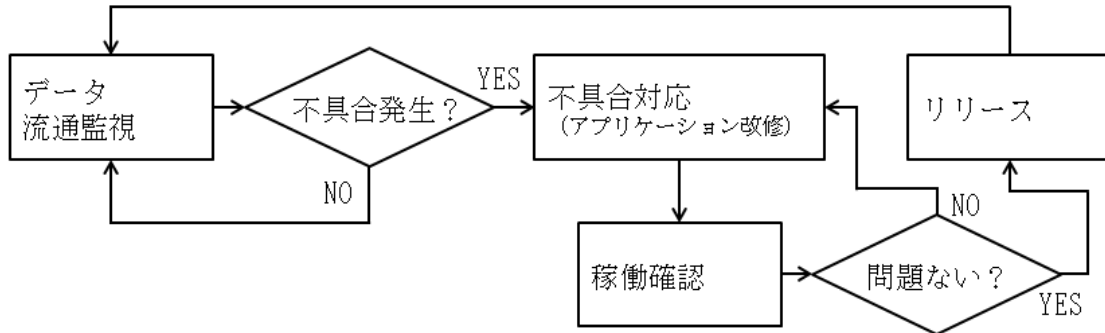 データ
流通監視
不具合発生？
YES
NO
不具合対応
(アプリケーション改修)
稼働確認
問題ない？
NO
YES
リリース